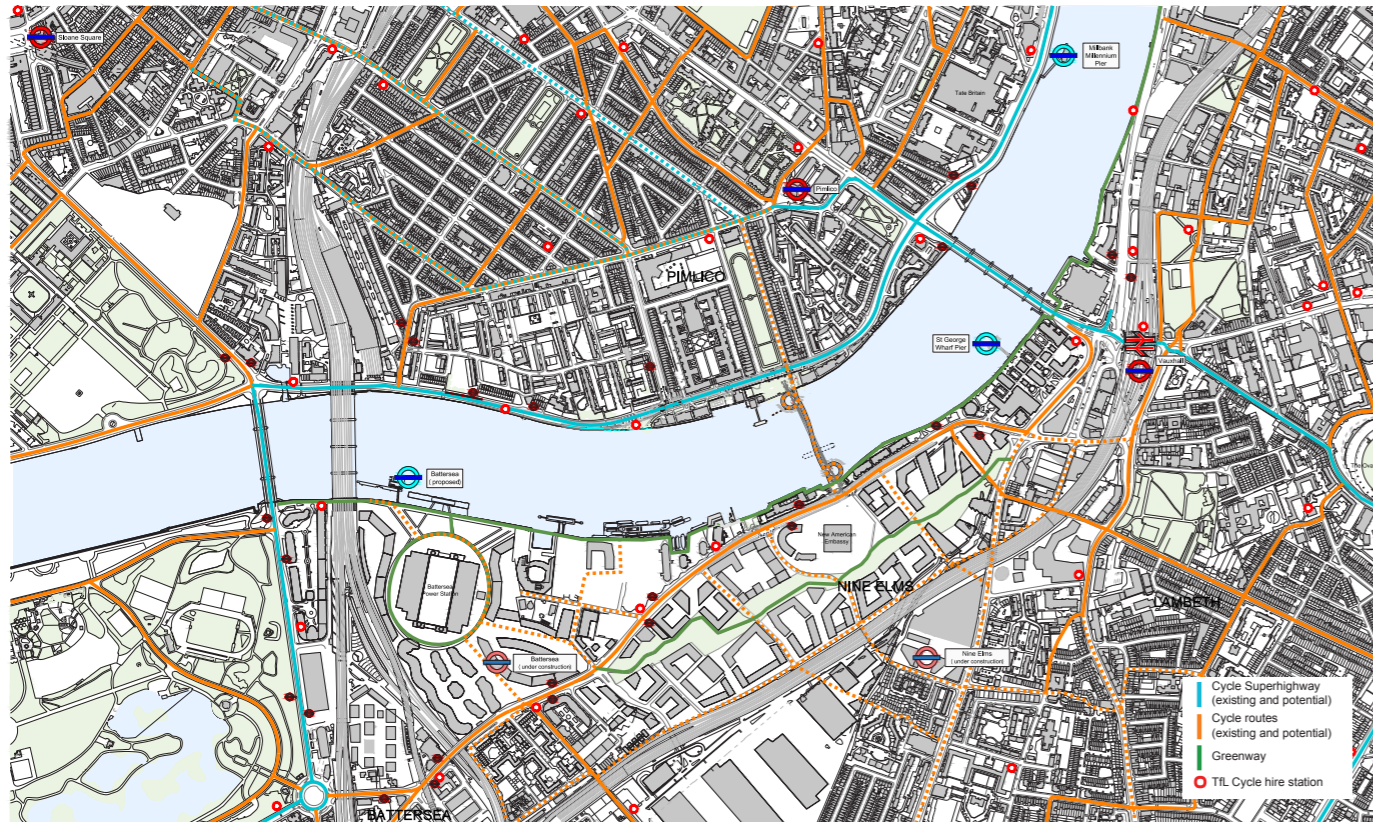 Sloane Square
Millbank
Millennium
Pier
Tate Britain
Pimlico
PIMLICO
St George
Wharf Pier
Vauxhall
The Ova
Battersea
( proposed)
New American
Embassy
Battersea
Power Station
NINE ELMS
LAMBETH
Battersea
( under construction)
Nine Elms
( under construction)
Cycle Superhighway
(existing and potential)
Cycle routes
(existing and potential)
Greenway
TfL Cycle hire station
BATTERSEA